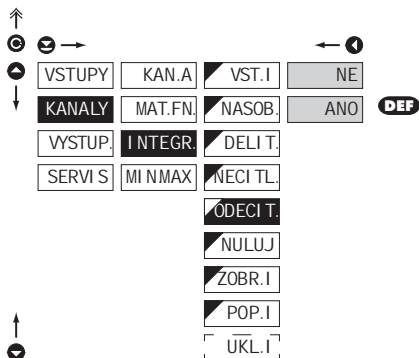 VSTUPY KAN.A VST.I NE
KANALY MAT.FN. NASOB. ANO DEF
VYSTUP. INTEGR. DELIT.
SERVIS MINMAX NECITL.
ODECIT.
NULUJ
ZOBR.I
POP.I
UKL.I